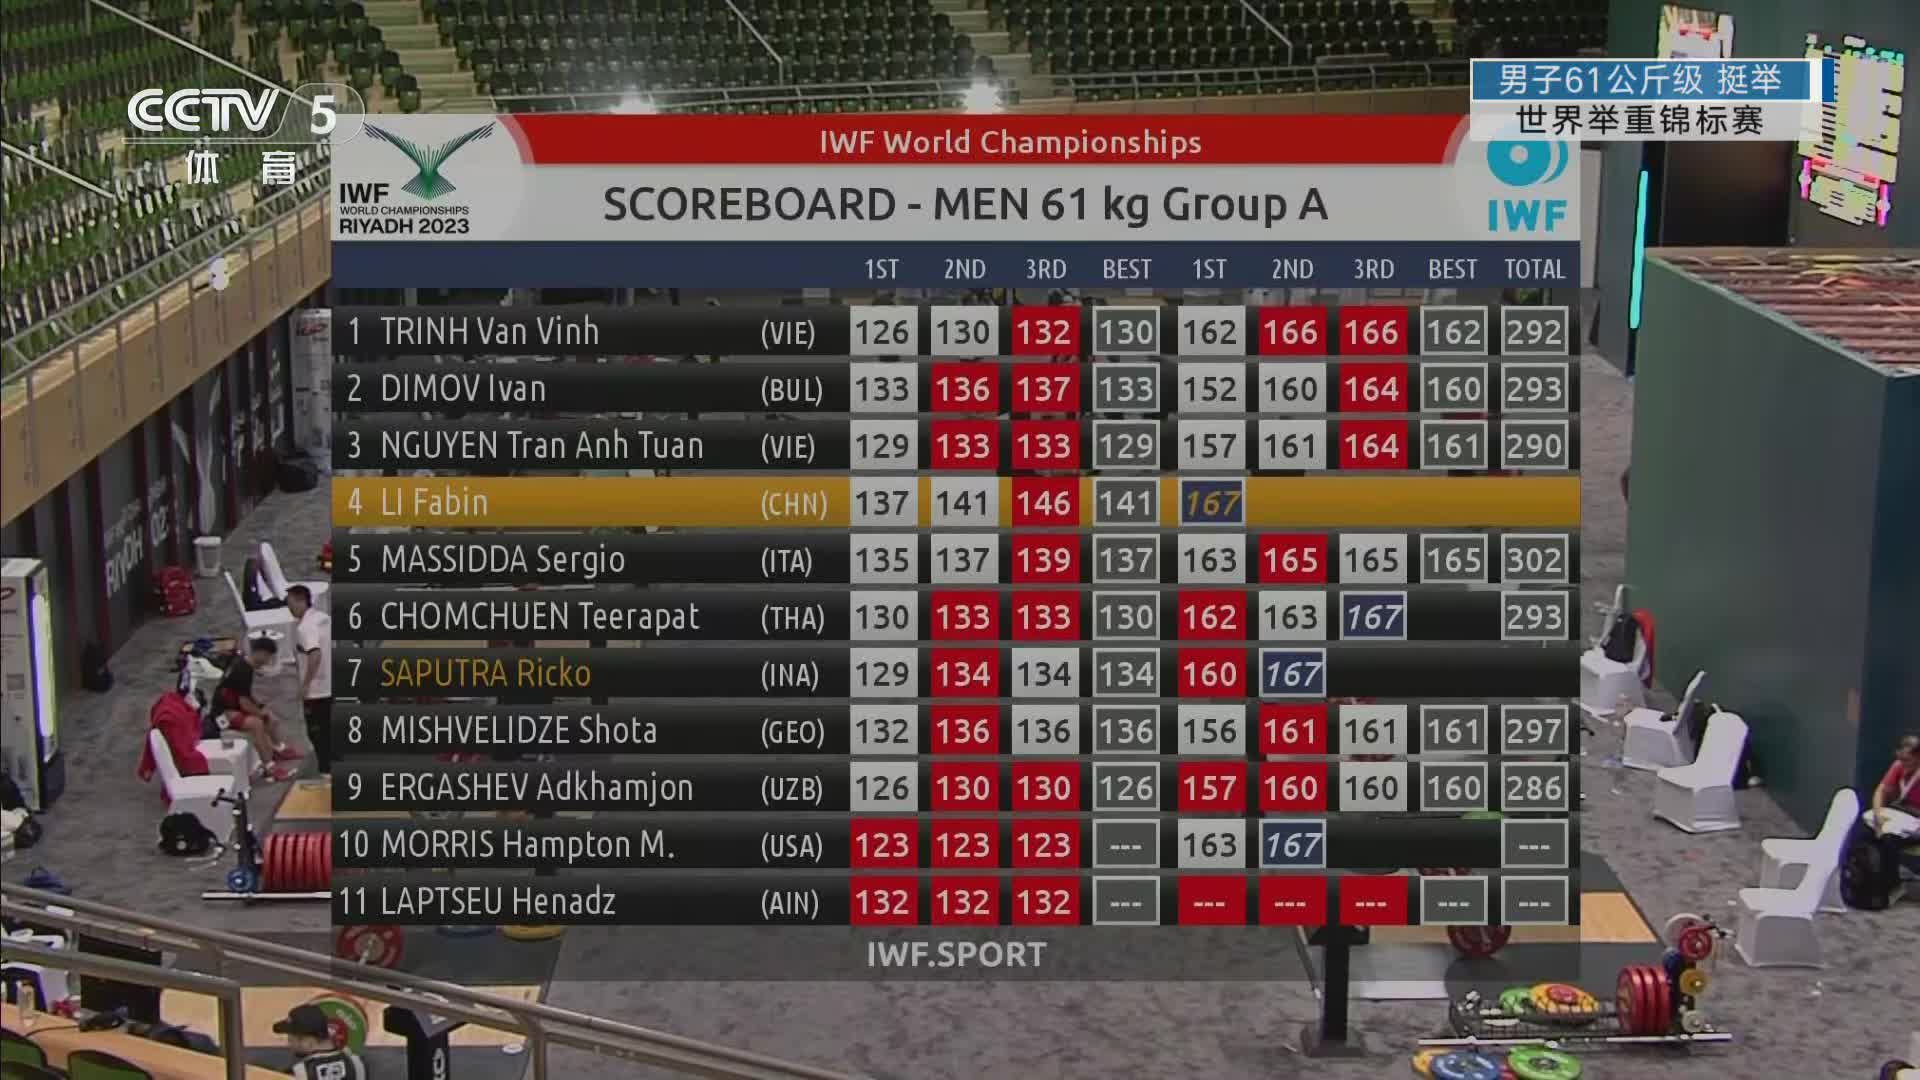 CCTV 5
体 育
男子61公斤级 挺举
世界举重锦标赛
IWF
WORLD CHAMPIONSHIPS
RIYADH 2023
IWF World Championships
SCOREBOARD - MEN 61 kg Group A
IWF
1ST 2ND 3RD BEST 1ST 2ND 3RD BEST TOTAL
1 TRINH Van Vinh (VIE) 126 130 132 130 162 166 166 162 292
2 DIMOV Ivan (BUL) 133 136 137 133 152 160 164 160 293
3 NGUYEN Tran Anh Tuan (VIE) 129 133 133 129 157 161 164 161 290
4 LI Fabin (CHN) 137 141 146 141 167
5 MASSIDDA Sergio (ITA) 135 137 139 137 163 165 165 165 302
6 CHOMCHUEN Teerapat (THA) 130 133 133 130 162 163 167 293
7 SAPUTRA Ricko (INA) 129 134 134 134 160 167
8 MISHVELIDZE Shota (GEO) 132 136 136 136 156 161 161 161 297
9 ERGASHEV Adkhamjon (UZB) 126 130 130 126 157 160 160 160 286
10 MORRIS Hampton M. (USA) 123 123 123 --- 163 167 ---
11 LAPTSEU Henadz (AIN) 132 132 132 --- --- --- --- --- ---
IWF.SPORT